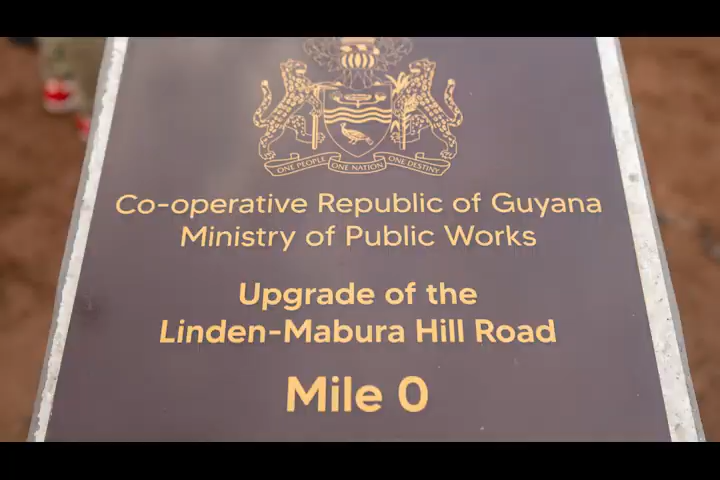 ONE PEOPLE ONE NATION ONE DESTINY
Co-operative Republic of Guyana
Ministry of Public Works
Upgrade of the
Linden-Mabura Hill Road
Mile 0